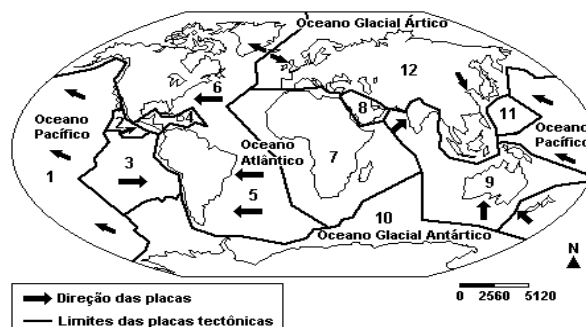 Oceano Glacial Ártico
6
12
8
4
11
Oceano
Pacífico
Oceano
Atlântico
Oceano
Pacífico
3
7
1
9
5
10
Oceano Glacial Antártico
N
Direção das placas
Limites das placas tectônicas
0 2560 5120